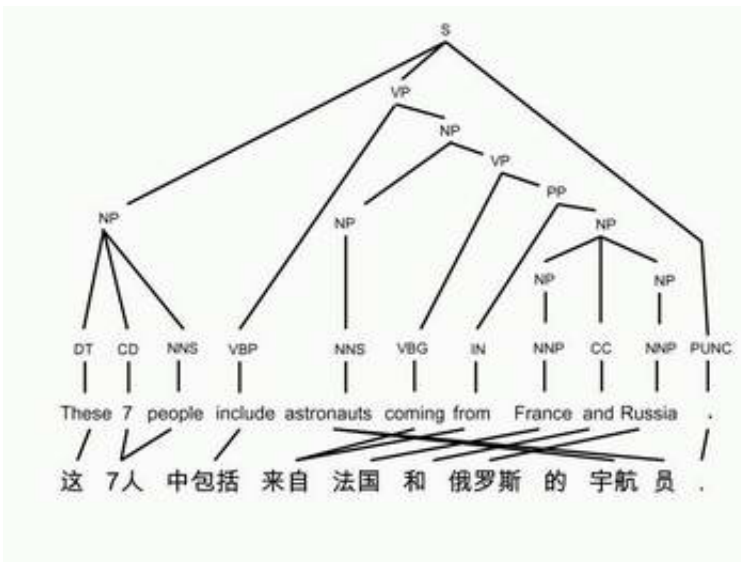 S
VP
NP
VP
PP
NP NP NP
NP NP
DT CD NNS VBP NNS VBG IN NNP CC NNP PUNC
These 7 people include astronauts coming from France and Russia .
这 7人 中包括 来自 法国 和 俄罗斯 的 宇航 员 .